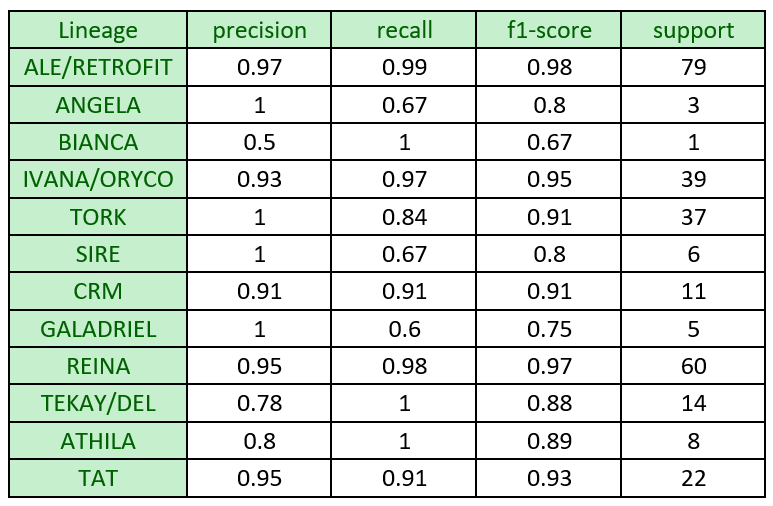 Lineage precision recall f1-score support
ALE/RETROFIT 0.97 0.99 0.98 79
ANGELA 1 0.67 0.8 3
BIANCA 0.5 1 0.67 1
IVANA/ORYCO 0.93 0.97 0.95 39
TORK 1 0.84 0.91 37
SIRE 1 0.67 0.8 6
CRM 0.91 0.91 0.91 11
GALADRIEL 1 0.6 0.75 5
REINA 0.95 0.98 0.97 60
TEKAY/DEL 0.78 1 0.88 14
ATHILA 0.8 1 0.89 8
TAT 0.95 0.91 0.93 22